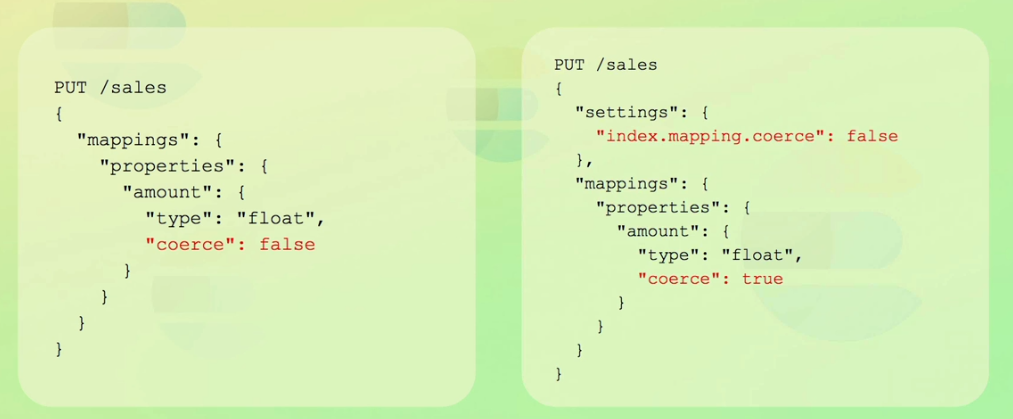 PUT /sales
{
  "mappings": {
    "properties": {
      "amount": {
        "type": "float",
        "coerce": false
      }
    }
  }
}
PUT /sales
{
  "settings": {
    "index.mapping.coerce": false
  },
  "mappings": {
    "properties": {
      "amount": {
        "type": "float",
        "coerce": true
      }
    }
  }
}